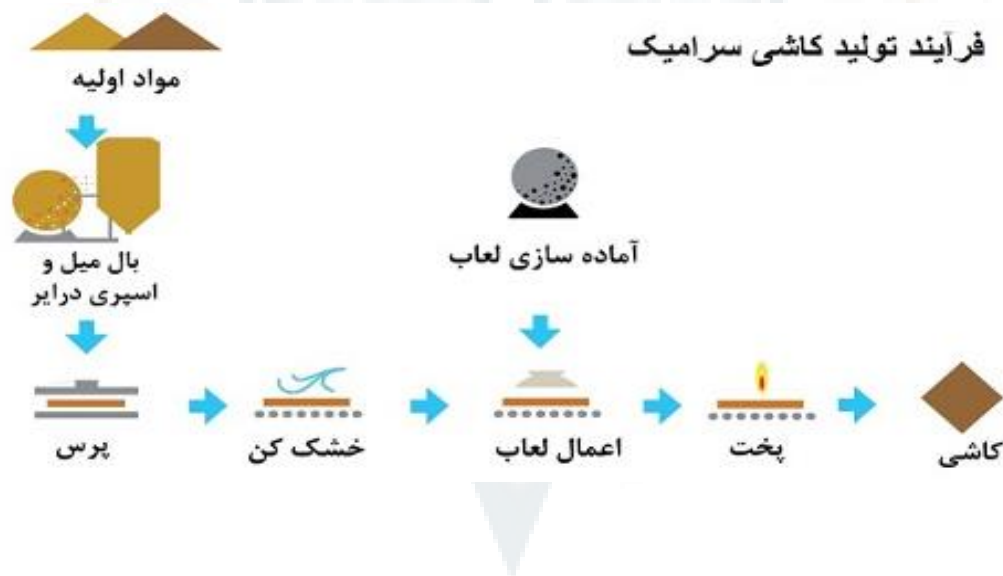 فرآیند تولید کاشی سرامیک
مواد اولیه
بال میل و
اسپری درایر
آماده سازی لعاب
پرس
خشک کن
اعمال لعاب
پخت
کاشی